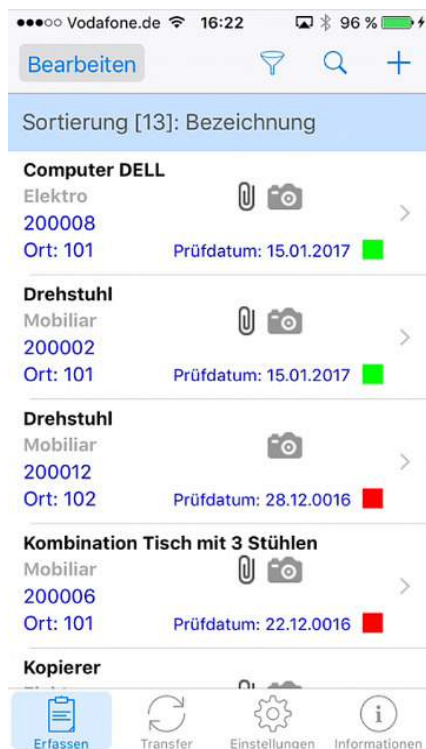 Vodafone.de 16:22 96 %
Bearbeiten
Sortierung [13]: Bezeichnung
Computer DELL
Elektro
200008
Ort: 101 Prüfdatum: 15.01.2017
Drehstuhl
Mobiliar
200002
Ort: 101 Prüfdatum: 15.01.2017
Drehstuhl
Mobiliar
200012
Ort: 102 Prüfdatum: 28.12.0016
Kombination Tisch mit 3 Stühlen
Mobiliar
200006
Ort: 101 Prüfdatum: 22.12.0016
Kopierer
Erfassen Transfer Einstellungen Informationen